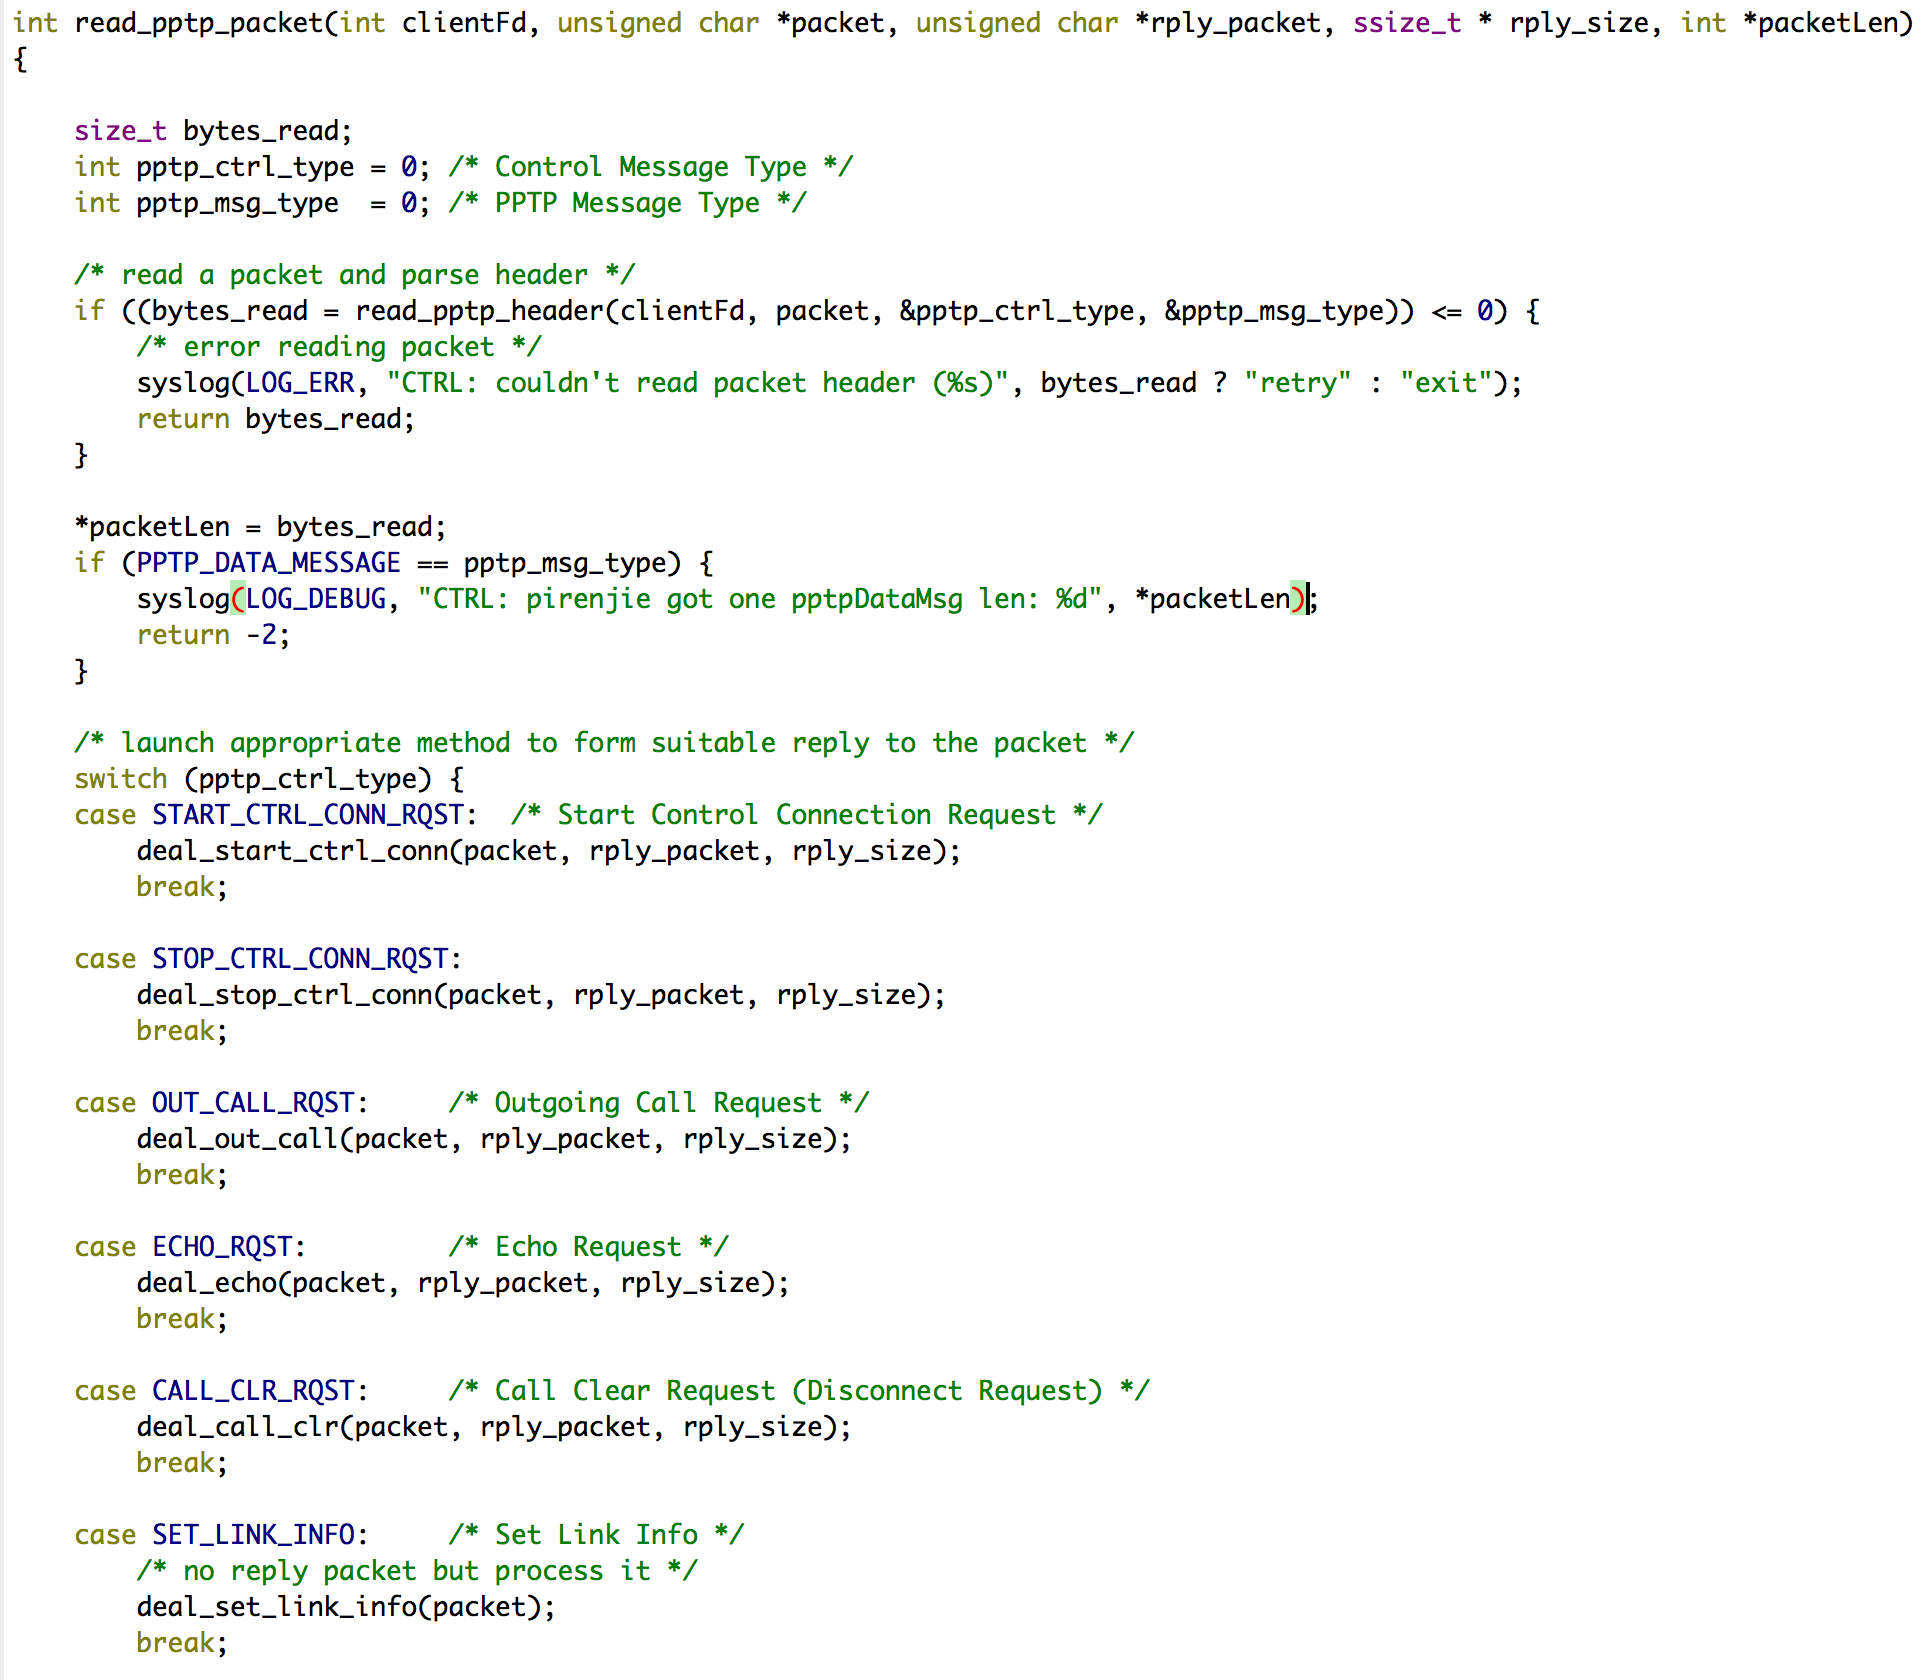 int read_pptp_packet(int clientFd, unsigned char *packet, unsigned char *rply_packet, ssize_t * rply_size, int *packetLen)
{

    size_t bytes_read;
    int pptp_ctrl_type = 0; /* Control Message Type */
    int pptp_msg_type  = 0; /* PPTP Message Type */

    /* read a packet and parse header */
    if ((bytes_read = read_pptp_header(clientFd, packet, &pptp_ctrl_type, &pptp_msg_type)) <= 0) {
        /* error reading packet */
        syslog(LOG_ERR, "CTRL: couldn't read packet header (%s)", bytes_read ? "retry" : "exit");
        return bytes_read;
    }

    *packetLen = bytes_read;
    if (PPTP_DATA_MESSAGE == pptp_msg_type) {
        syslog(LOG_DEBUG, "CTRL: pirenjie got one pptpDataMsg len: %d", *packetLen);
        return -2;
    }

    /* launch appropriate method to form suitable reply to the packet */
    switch (pptp_ctrl_type) {
    case START_CTRL_CONN_RQST:  /* Start Control Connection Request */
        deal_start_ctrl_conn(packet, rply_packet, rply_size);
        break;

    case STOP_CTRL_CONN_RQST:
        deal_stop_ctrl_conn(packet, rply_packet, rply_size);
        break;

    case OUT_CALL_RQST:     /* Outgoing Call Request */
        deal_out_call(packet, rply_packet, rply_size);
        break;

    case ECHO_RQST:         /* Echo Request */
        deal_echo(packet, rply_packet, rply_size);
        break;

    case CALL_CLR_RQST:     /* Call Clear Request (Disconnect Request) */
        deal_call_clr(packet, rply_packet, rply_size);
        break;

    case SET_LINK_INFO:     /* Set Link Info */
        /* no reply packet but process it */
        deal_set_link_info(packet);
        break;